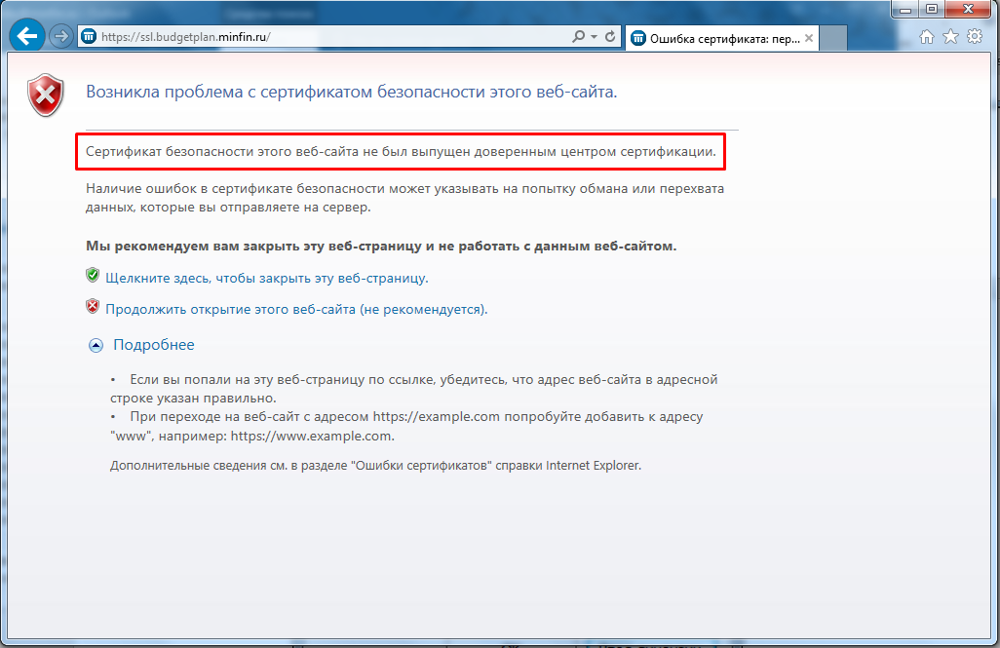 https://ssl.budgetplan.minfin.ru/
Ошибка сертификата: пер...
Возникла проблема с сертификатом безопасности этого веб-сайта.
Сертификат безопасности этого веб-сайта не был выпущен доверенным центром сертификации.
Наличие ошибок в сертификате безопасности может указывать на попытку обмана или перехвата
данных, которые вы отправляете на сервер.
Мы рекомендуем вам закрыть эту веб-страницу и не работать с данным веб-сайтом.
Щелкните здесь, чтобы закрыть эту веб-страницу.
Продолжить открытие этого веб-сайта (не рекомендуется).
Подробнее
• Если вы попали на эту веб-страницу по ссылке, убедитесь, что адрес веб-сайта в адресной
строке указан правильно.
• При переходе на веб-сайт с адресом https://example.com попробуйте добавить к адресу
"www", например: https://www.example.com.
Дополнительные сведения см. в разделе "Ошибки сертификатов" справки Internet Explorer.